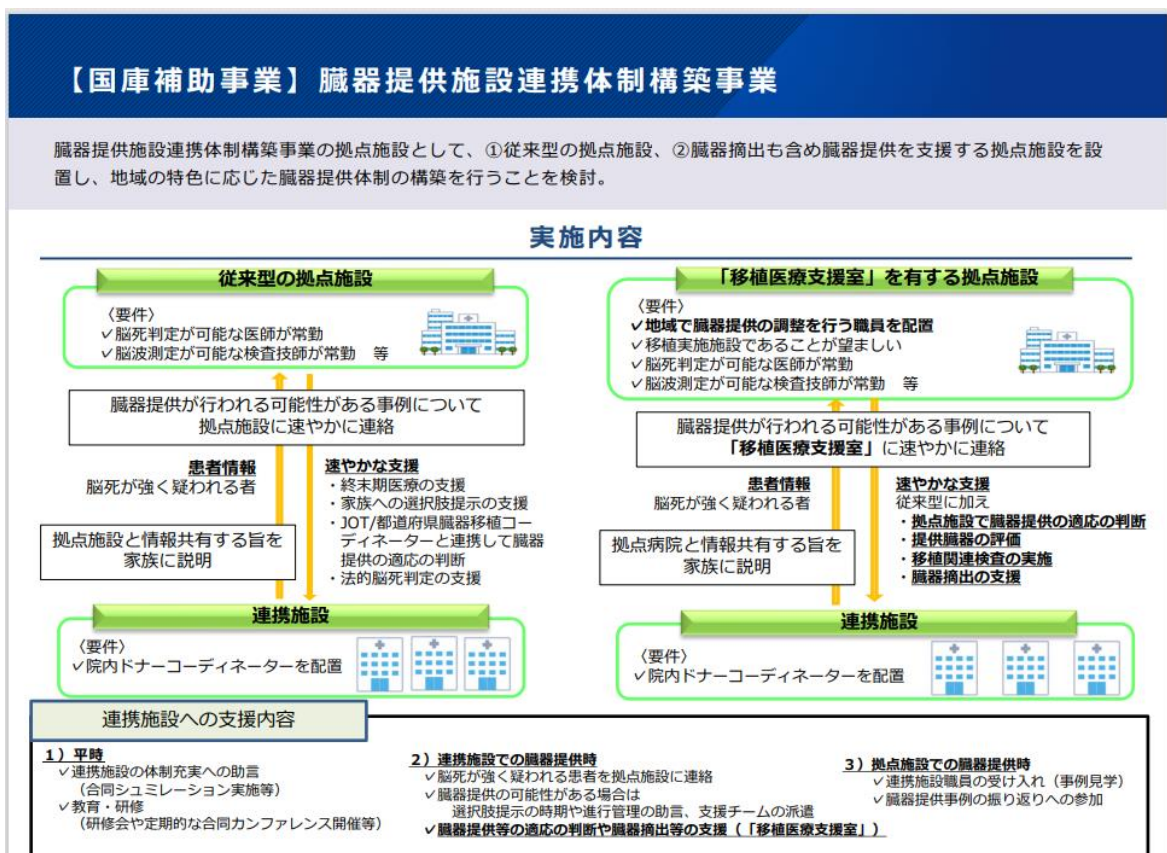 【国庫補助事業】臓器提供施設連携体制構築事業
臓器提供施設連携体制構築事業の拠点施設として、①従来型の拠点施設、②臓器摘出も含め臓器提供を支援する拠点施設を設
置し、地域の特色に応じた臓器提供体制の構築を行うことを検討。
実施内容
従来型の拠点施設
〈要件〉
✓脳死判定が可能な医師が常勤
✓脳波測定が可能な検査技師が常勤　等
臓器提供が行われる可能性がある事例について
拠点施設に速やかに連絡
患者情報
脳死が強く疑われる者
速やかな支援
・終末期医療の支援
・家族への選択肢提示の支援
・JOT/都道府県臓器移植コー
ディネーターと連携して臓器
提供の適応の判断
・法的脳死判定の支援
拠点施設と情報共有する旨を
家族に説明
連携施設
〈要件〉
✓院内ドナーコーディネーターを配置
「移植医療支援室」を有する拠点施設
〈要件〉
✓地域で臓器提供の調整を行う職員を配置
✓移植実施施設であることが望ましい
✓脳死判定が可能な医師が常勤
✓脳波測定が可能な検査技師が常勤　等
臓器提供が行われる可能性がある事例について
「移植医療支援室」に速やかに連絡
患者情報
脳死が強く疑われる者
速やかな支援
従来型に加え
・拠点施設で臓器提供の適応の判断
・提供臓器の評価
・移植関連検査の実施
・臓器摘出の支援
拠点病院と情報共有する旨を
家族に説明
連携施設
〈要件〉
✓院内ドナーコーディネーターを配置
連携施設への支援内容
1）平時
✓連携施設の体制充実への助言
（合同シュミレーション実施等）
✓教育・研修
（研修会や定期的な合同カンファレンス開催等）
2）連携施設での臓器提供時
✓脳死が強く疑われる患者を拠点施設に連絡
✓臓器提供の可能性がある場合は
選択肢提示の時期や進行管理の助言、支援チームの派遣
✓臓器提供等の適応の判断や臓器摘出等の支援（「移植医療支援室」）
3）拠点施設での臓器提供時
✓連携施設職員の受け入れ（事例見学）
✓臓器提供事例の振り返りへの参加